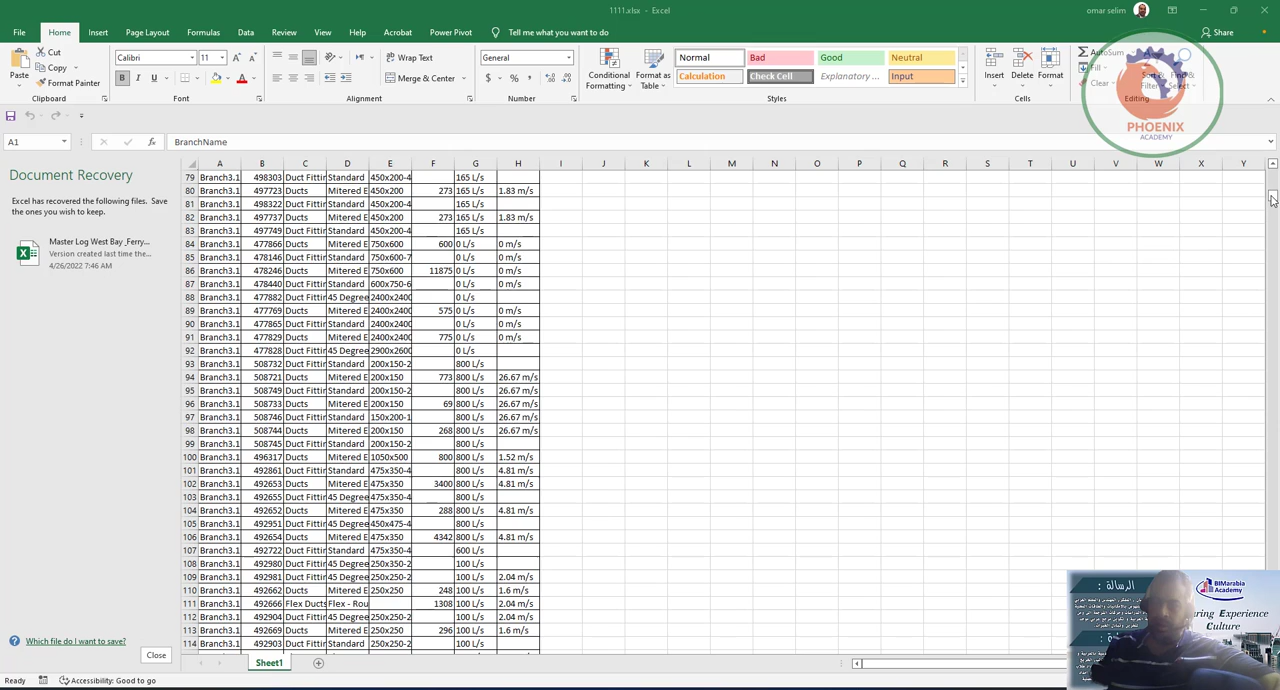 1111.xlsx - Excel
omar selim
File Home Insert Page Layout Formulas Data Review View Help Acrobat Power Pivot Tell me what you want to do Share
Paste
Cut
Copy
Format Painter
Clipboard
Calibri 11
B I U
Font
Wrap Text
Merge & Center
Alignment
General
Number
Conditional Formatting
Format as Table
Normal Bad Good Neutral
Calculation Check Cell Explanatory ... Input
Styles
Insert Delete Format
Cells
AutoSum
Fill
Clear
Sort & Filter
Find & Select
Editing
PHOENIX
ACADEMY
A1 fx BranchName
Document Recovery
Excel has recovered the following files. Save
the ones you wish to keep.
Master Log West Bay _Ferry...
Version created last time the...
4/26/2022 7:46 AM
A B C D E F G H I J K L M N O P Q R S T U V W X Y
79 Branch3.1 498303 Duct Fittin Standard 450x200-4 165 L/s
80 Branch3.1 497723 Ducts Mitered E 450x200 273 165 L/s 1.83 m/s
81 Branch3.1 498322 Duct Fittin Standard 450x200-4 165 L/s
82 Branch3.1 497737 Ducts Mitered E 450x200 273 165 L/s 1.83 m/s
83 Branch3.1 497749 Duct Fittin Standard 450x200-4 165 L/s
84 Branch3.1 477866 Ducts Mitered E 750x600 600 0 L/s 0 m/s
85 Branch3.1 478146 Duct Fittin Standard 750x600-7 0 L/s 0 m/s
86 Branch3.1 478246 Ducts Mitered E 750x600 11875 0 L/s 0 m/s
87 Branch3.1 478440 Duct Fittin Standard 600x750-6 0 L/s 0 m/s
88 Branch3.1 477882 Duct Fittin 45 Degree 2400x2400 0 L/s
89 Branch3.1 477769 Ducts Mitered E 2400x2400 575 0 L/s 0 m/s
90 Branch3.1 477865 Duct Fittin Standard 2400x2400 0 L/s 0 m/s
91 Branch3.1 477829 Ducts Mitered E 2400x2400 775 0 L/s 0 m/s
92 Branch3.1 477828 Duct Fittin 45 Degree 2900x2600 0 L/s
93 Branch3.1 508732 Duct Fittin Standard 200x150-2 800 L/s
94 Branch3.1 508721 Ducts Mitered E 200x150 773 800 L/s 26.67 m/s
95 Branch3.1 508749 Duct Fittin Standard 200x150-2 800 L/s 26.67 m/s
96 Branch3.1 508733 Ducts Mitered E 200x150 69 800 L/s 26.67 m/s
97 Branch3.1 508746 Duct Fittin Standard 150x200-1 800 L/s 26.67 m/s
98 Branch3.1 508744 Ducts Mitered E 200x150 268 800 L/s 26.67 m/s
99 Branch3.1 508745 Duct Fittin Standard 200x150-2 800 L/s
100 Branch3.1 496317 Ducts Mitered E 1050x500 800 800 L/s 1.52 m/s
101 Branch3.1 492861 Duct Fittin Standard 475x350-4 800 L/s 4.81 m/s
102 Branch3.1 492653 Ducts Mitered E 475x350 3400 800 L/s 4.81 m/s
103 Branch3.1 492655 Duct Fittin 45 Degree 475x350-4 800 L/s
104 Branch3.1 492652 Ducts Mitered E 475x350 288 800 L/s 4.81 m/s
105 Branch3.1 492951 Duct Fittin 45 Degree 450x475-4 800 L/s
106 Branch3.1 492654 Ducts Mitered E 475x350 4342 800 L/s 4.81 m/s
107 Branch3.1 492722 Duct Fittin Standard 475x350-4 600 L/s
108 Branch3.1 492980 Duct Fittin 45 Degree 250x250-2 100 L/s
109 Branch3.1 492981 Duct Fittin 45 Degree 250x250-2 100 L/s 2.04 m/s
110 Branch3.1 492662 Ducts Mitered E 250x250 248 100 L/s 1.6 m/s
111 Branch3.1 492666 Flex Ducts Flex - Rou 1308 100 L/s 2.04 m/s
112 Branch3.1 492904 Duct Fittin 45 Degree 250x250-2 100 L/s 2.04 m/s
113 Branch3.1 492669 Ducts Mitered E 250x250 296 100 L/s 1.6 m/s
114 Branch3.1 492903 Duct Fittin Standard 250x250-2 100 L/s
Which file do I want to save?
Close
Sheet1
Ready Accessibility: Good to go
الرسالة :
BIMarabia
Academy
Experience
Culture